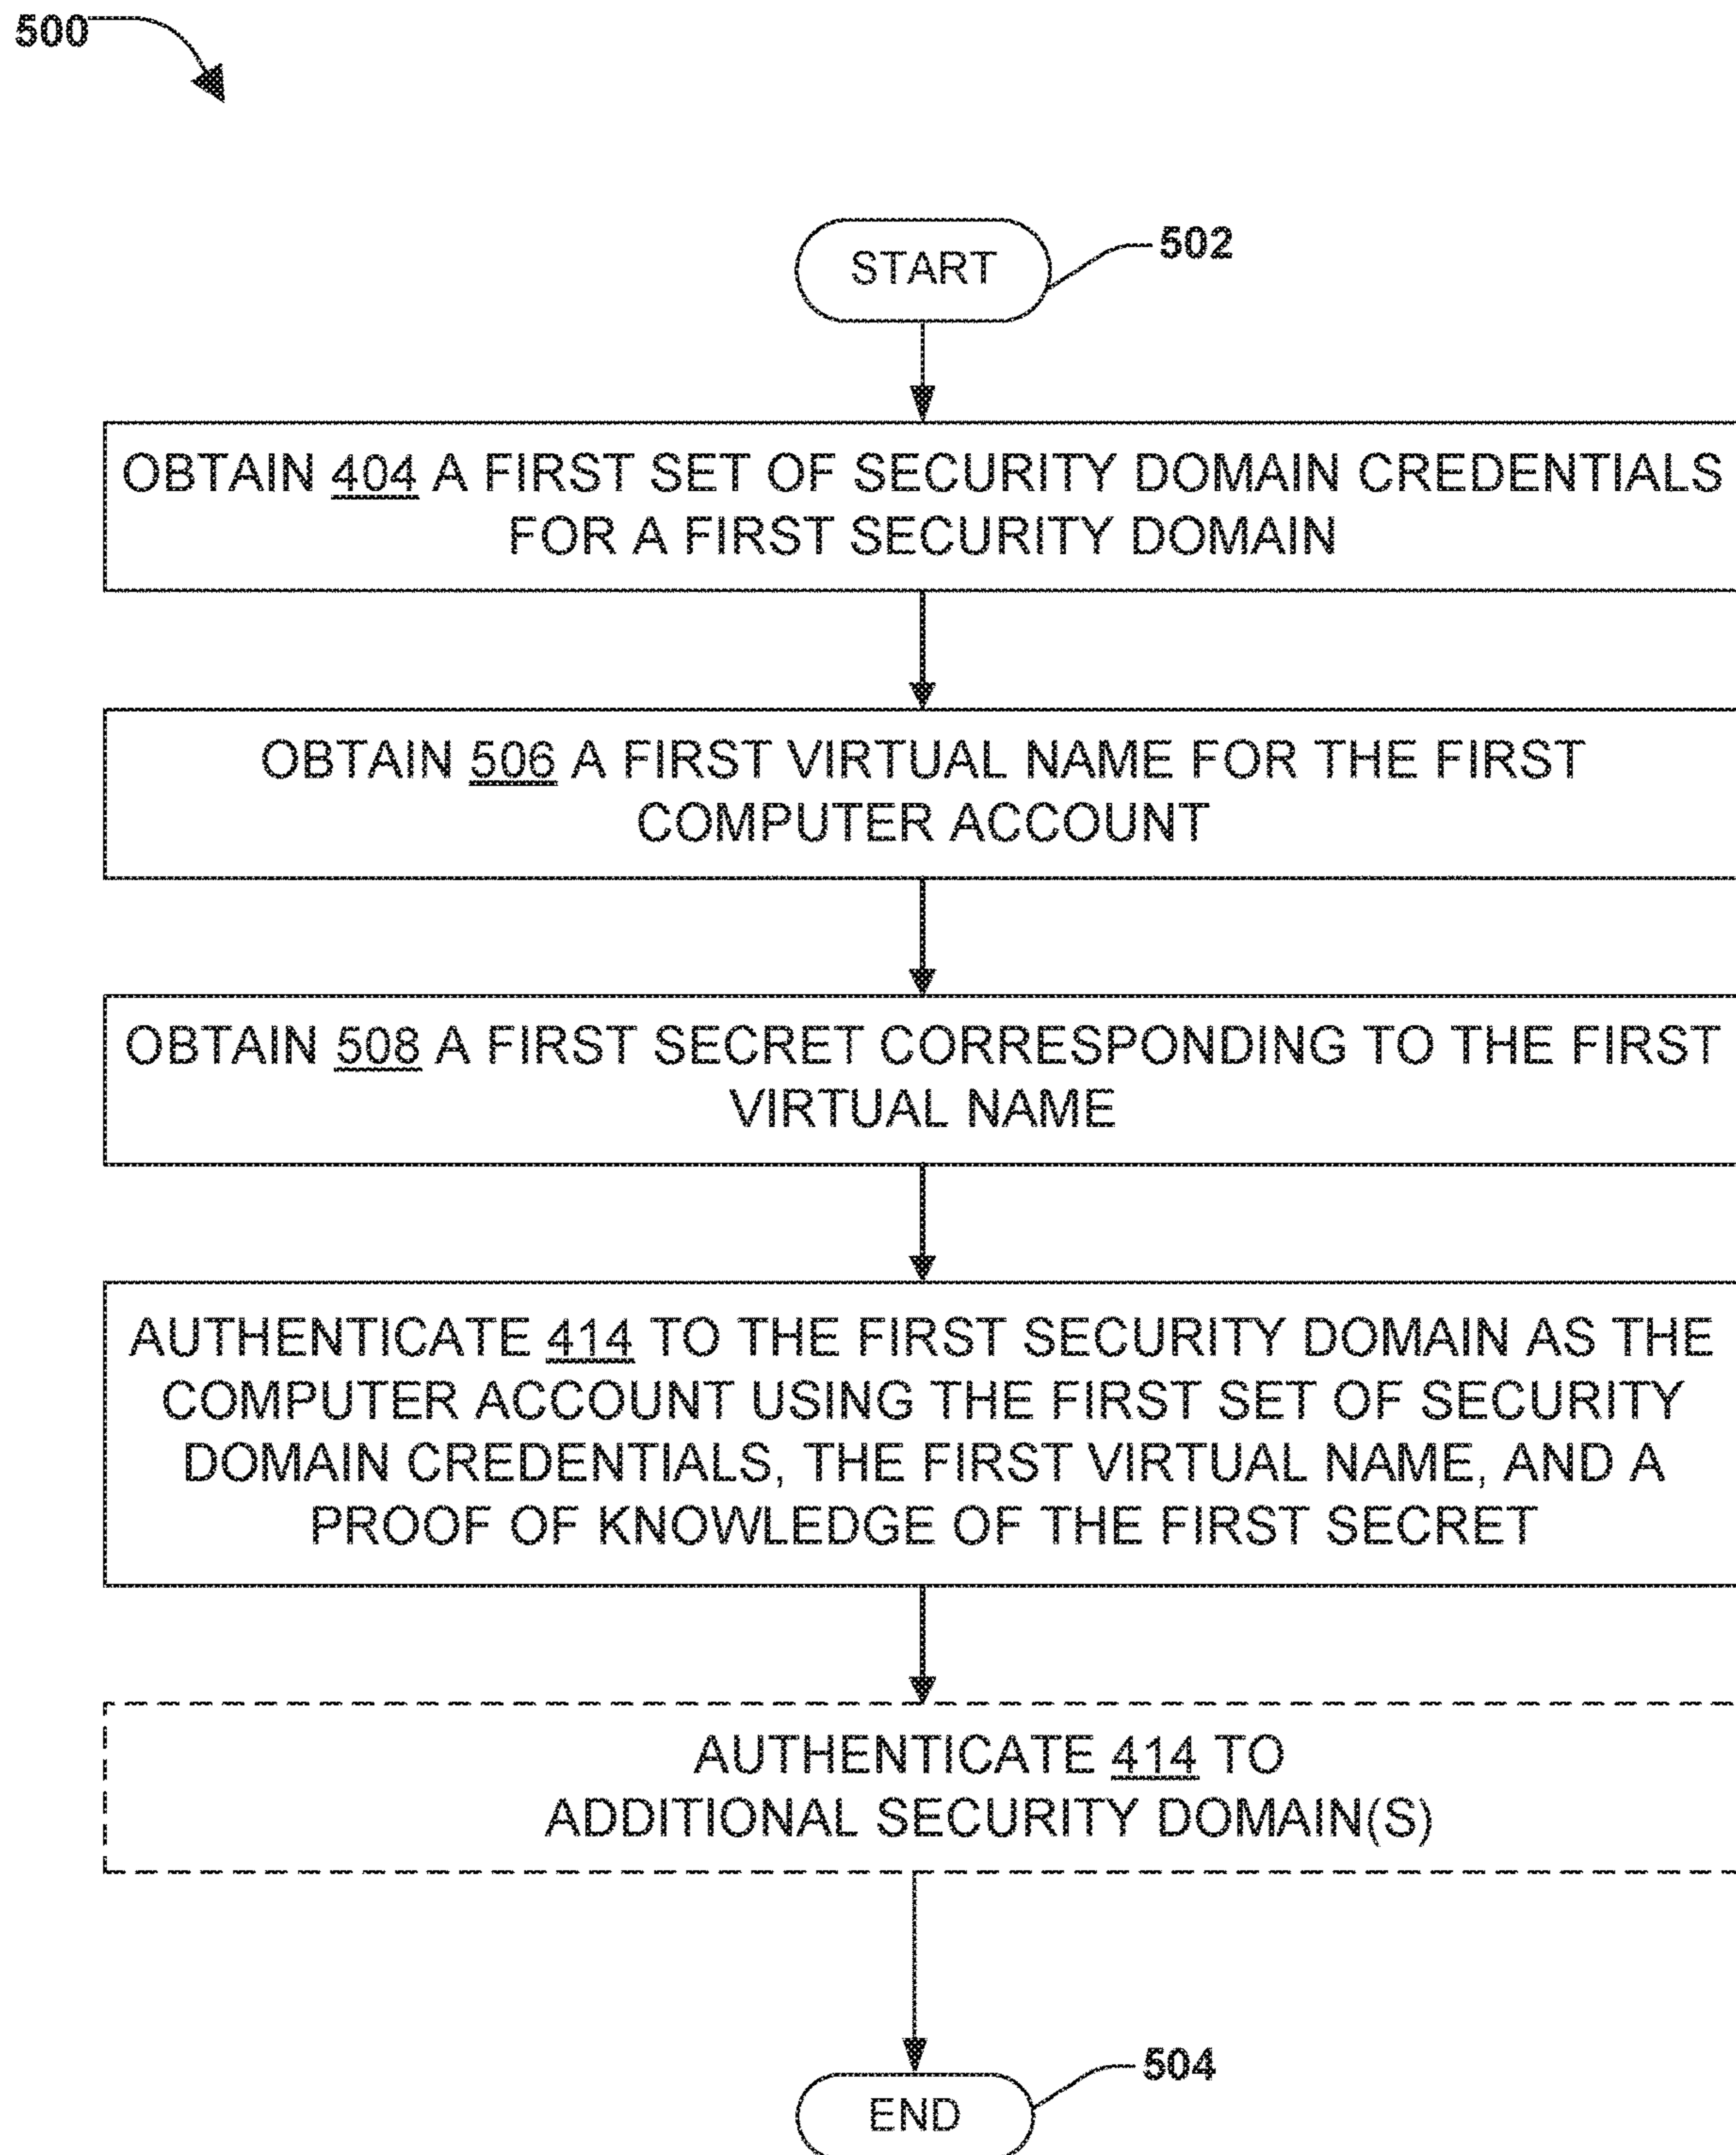 500
START
502
OBTAIN 404 A FIRST SET OF SECURITY DOMAIN CREDENTIALS
FOR A FIRST SECURITY DOMAIN
OBTAIN 506 A FIRST VIRTUAL NAME FOR THE FIRST
COMPUTER ACCOUNT
OBTAIN 508 A FIRST SECRET CORRESPONDING TO THE FIRST
VIRTUAL NAME
AUTHENTICATE 414 TO THE FIRST SECURITY DOMAIN AS THE
COMPUTER ACCOUNT USING THE FIRST SET OF SECURITY
DOMAIN CREDENTIALS, THE FIRST VIRTUAL NAME, AND A
PROOF OF KNOWLEDGE OF THE FIRST SECRET
AUTHENTICATE 414 TO
ADDITIONAL SECURITY DOMAIN(S)
504
END